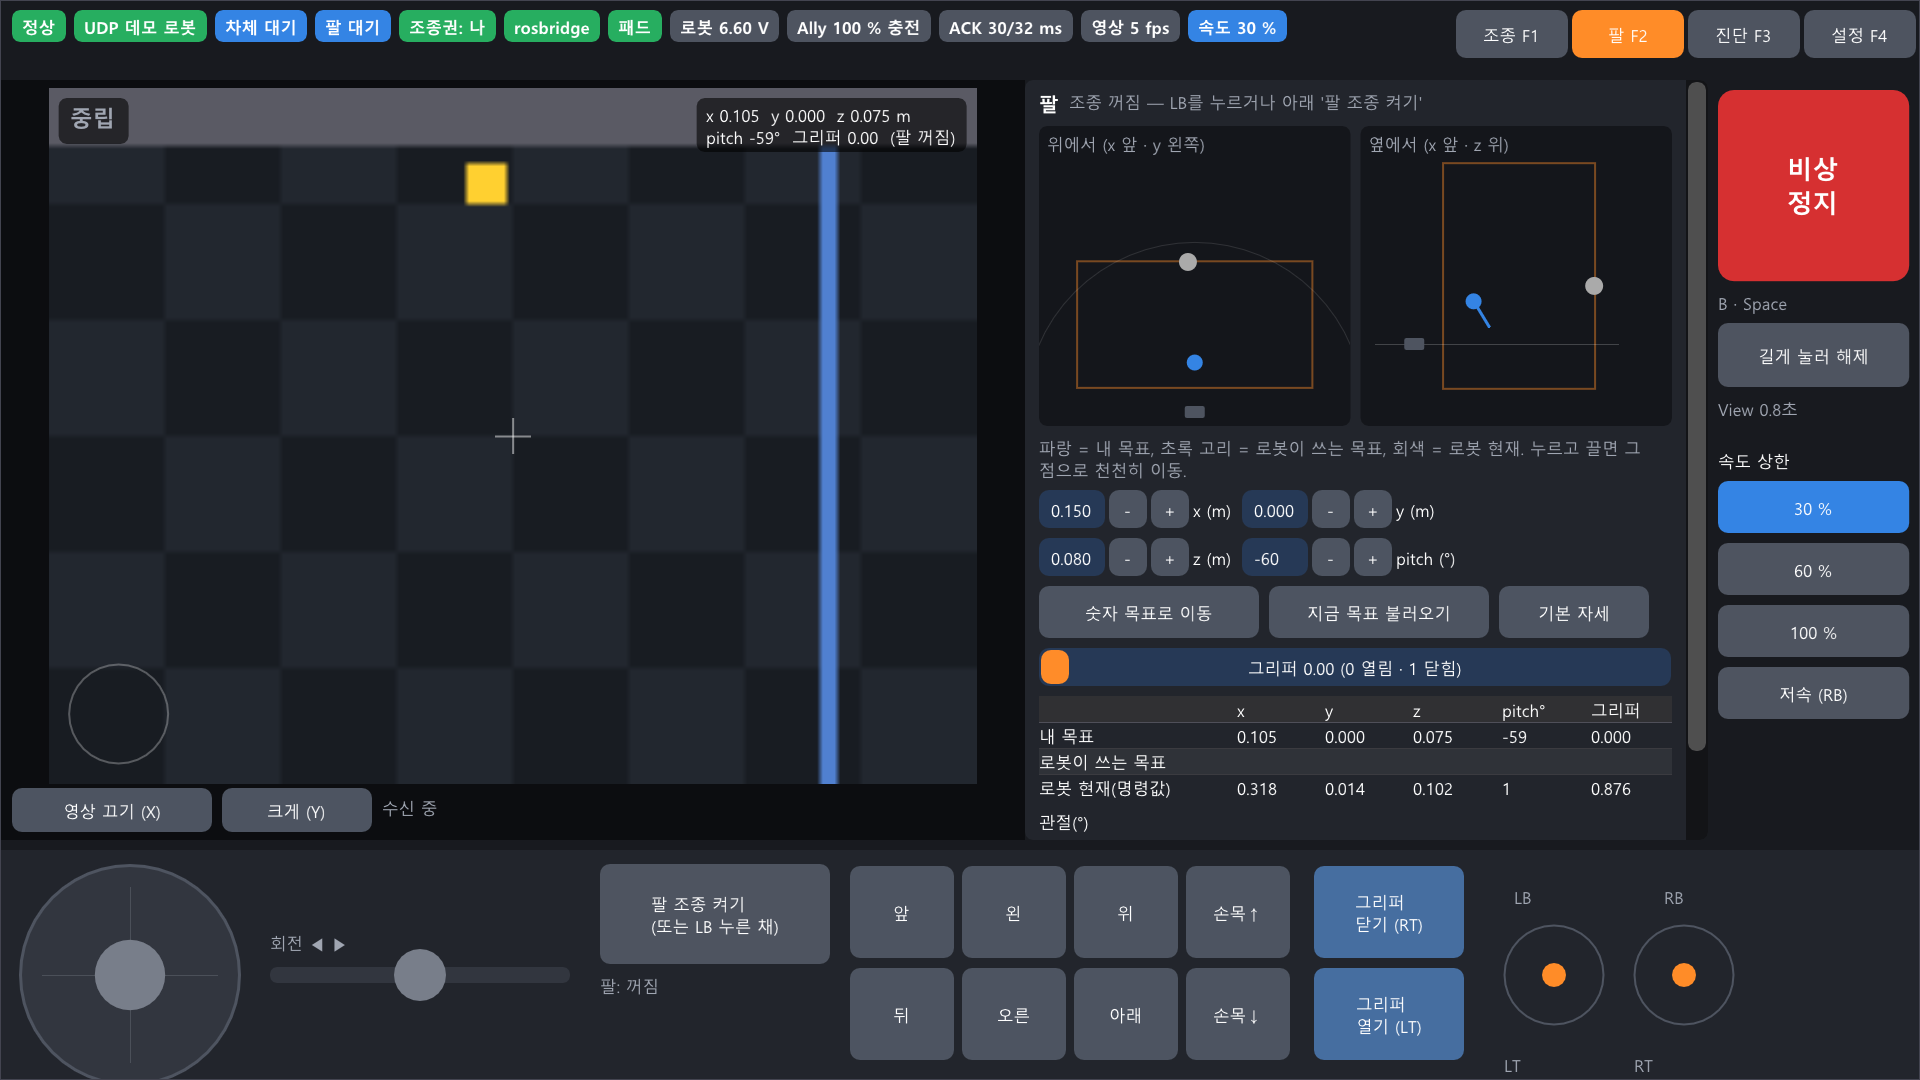 정상 UDP 데모 로봇 차체 대기 팔 대기 조종권: 나 rosbridge 패드 로봇 6.60 V Ally 100 % 충전 ACK 30/32 ms 영상 5 fps 속도 30 %
조종 F1 팔 F2 진단 F3 설정 F4
중립
x 0.105 y 0.000 z 0.075 m
pitch -59° 그리퍼 0.00 (팔 꺼짐)
영상 끄기 (X) 크게 (Y) 수신 중
팔 조종 꺼짐 — LB를 누르거나 아래 '팔 조종 켜기'
위에서 (x 앞 · y 왼쪽) 옆에서 (x 앞 · z 위)
파랑 = 내 목표, 초록 고리 = 로봇이 쓰는 목표, 회색 = 로봇 현재. 누르고 끌면 그
점으로 천천히 이동.
0.150 - + x (m) 0.000 - + y (m)
0.080 - + z (m) -60 - + pitch (°)
숫자 목표로 이동 지금 목표 불러오기 기본 자세
그리퍼 0.00 (0 열림 · 1 닫힘)
x y z pitch° 그리퍼
내 목표 0.105 0.000 0.075 -59 0.000
로봇이 쓰는 목표
로봇 현재(명령값) 0.318 0.014 0.102 1 0.876
관절(°)
비상
정지
B · Space
길게 눌러 해제
View 0.8초
속도 상한
30 %
60 %
100 %
저속 (RB)
회전 ◀ ▶
팔 조종 켜기
(또는 LB 누른 채)
팔: 꺼짐
앞 왼 위 손목↑
뒤 오른 아래 손목↓
그리퍼
닫기 (RT)
그리퍼
열기 (LT)
LB RB
LT RT